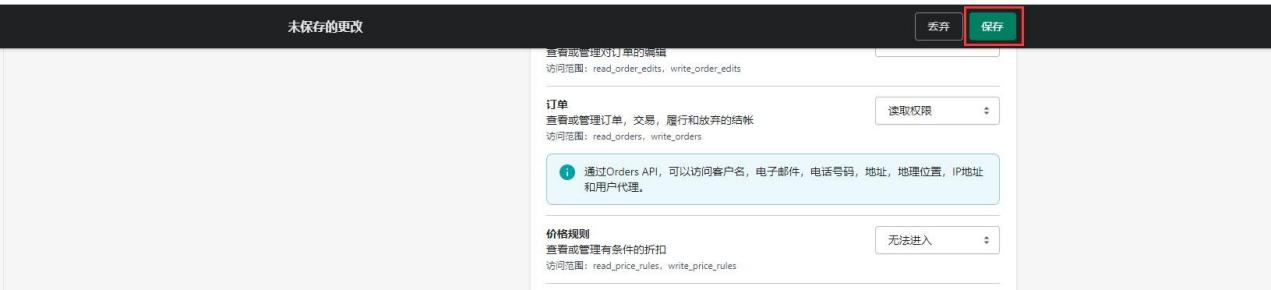 未保存的更改
丢弃
保存
查看或管理对订单的编辑
访问范围：read_order_edits，write_order_edits
订单
读取权限
查看或管理订单，交易，履行和放弃的结帐
访问范围：read_orders，write_orders
通过Orders API，可以访问客户名，电子邮件，电话号码，地址，地理位置，IP地址
和用户代理。
价格规则
无法进入
查看或管理有条件的折扣
访问范围：read_price_rules，write_price_rules